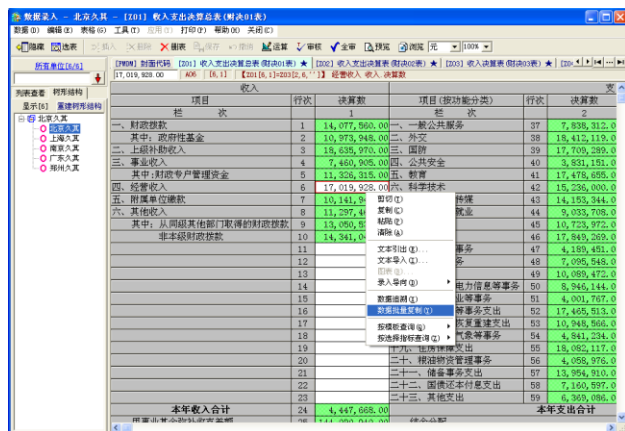 数据录入 - 北京久其 - [Z01] 收入支出决算总表(财决01表)
数据(D) 编辑(E) 表格(G) 工具(T) 应用(S) 打印(P) 帮助(H) 关闭(C)
隐藏 选表 插入 删除 整表 保存 撤销 运算 审核 全审 预览 浏览 元 100%
所有单位[6/6]
列表查看 树形结构
显示[6] 重建树形结构
北京久其
北京久其
上海久其
南京久其
广东久其
郑州久其
[FMDM] 封面代码 [Z01] 收入支出决算总表(财决01表) ★ [Z02] 收入支出决算表(财决02表) ★ [Z03] 收入决算表(财决03表) ★
17,019,928.00 A06 [6,1] 【Z01[6,1]=Z03[2,6,'']】 经营收入 收入.决算数
收入 支
项目 行次 决算数 项目(按功能分类) 行次 决算数
栏 次 1 栏 次 2
一、财政拨款 1 14,077,560.00 一、一般公共服务 37 7,838,312.0
其中：政府性基金 2 10,973,948.00 二、外交 38 18,412,119.0
二、上级补助收入 3 18,635,970.00 三、国防 39 17,709,289.0
三、事业收入 4 7,460,905.00 四、公共安全 40 3,831,151.0
其中:财政专户管理资金 5 11,326,315.00 五、教育 41 17,478,655.0
四、经营收入 6 17,019,928.00 六、科学技术 42 15,236,000.0
五、附属单位缴款 7 10,141,9 传媒 43 14,153,344.0
六、其他收入 8 11,297,4 就业 44 9,033,708.0
其中：从同级其他部门取得的财政拨款 9 13,050,5 45 10,723,972.0
非本级财政拨款 10 14,341,0 46 17,849,269.0
11 事务 47 4,189,451.0
12 务 48 7,095,548.0
13 49 10,089,472.0
14 电力信息等事务 50 8,946,144.0
15 业等事务 51 4,001,767.0
16 等事务支出 52 17,465,513.0
17 恢复重建支出 53 10,948,566.0
18 气象等事务 54 4,841,234.0
19 十九、住房保障支出 55 18,082,117.0
20 二十、粮油物资管理事务 56 4,058,976.0
21 二十一、储备事务支出 57 13,954,910.0
22 二十二、国债还本付息支出 58 7,160,597.0
23 二十三、其他支出 59 6,369,086.0
本年收入合计 24 4,447,668.00 本年支出合计
剪切(T)
复制(C)
粘贴(P)
清除(A)
文本引出(X)...
文本导入(I)...
图表(B)...
录入导向(D)
数据追溯(I)
数据批量复制(Y)
按模板查询(Q)
按选择指标查询(S)